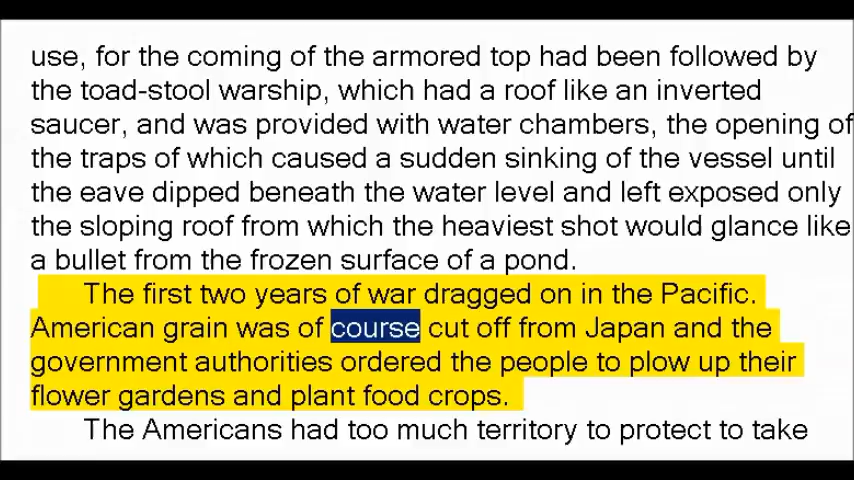 use, for the coming of the armored top had been followed by
the toad-stool warship, which had a roof like an inverted
saucer, and was provided with water chambers, the opening of
the traps of which caused a sudden sinking of the vessel until
the eave dipped beneath the water level and left exposed only
the sloping roof from which the heaviest shot would glance like
a bullet from the frozen surface of a pond.
The first two years of war dragged on in the Pacific.
American grain was of course cut off from Japan and the
government authorities ordered the people to plow up their
flower gardens and plant food crops.
The Americans had too much territory to protect to take